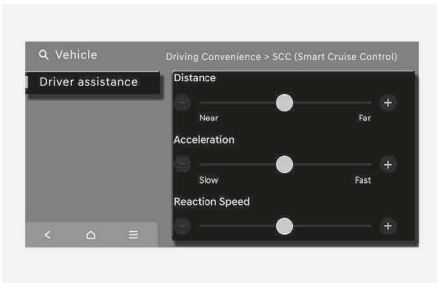 Vehicle
Driving Convenience > SCC (Smart Cruise Control)
Driver assistance
Distance
Near
Far
Acceleration
Slow
Fast
Reaction Speed